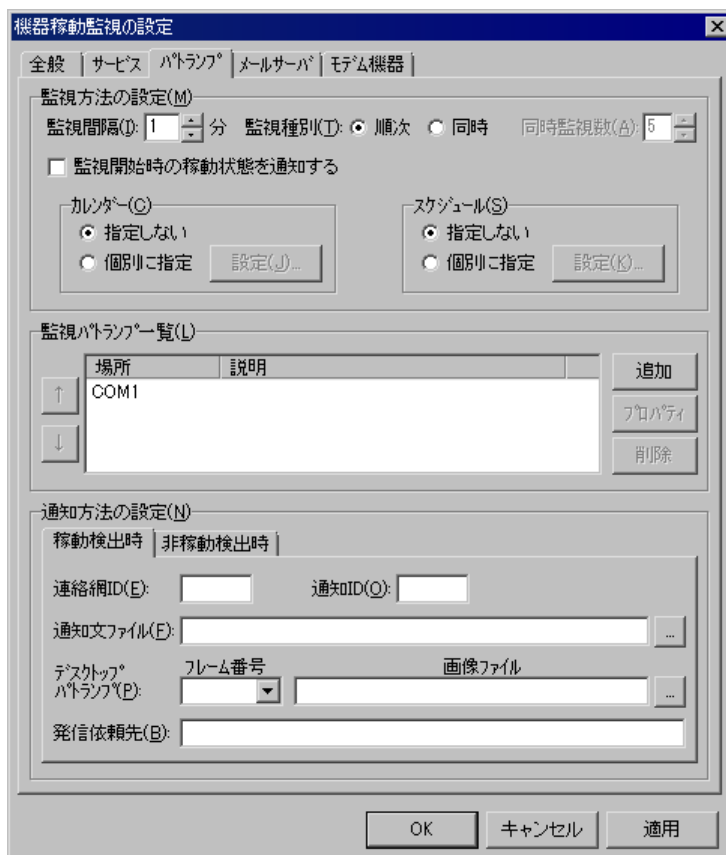 機器稼動監視の設定
全般 サービス パトランプ メールサーバ モデム機器
監視方法の設定(M)
監視間隔(I): 1 分 監視種別(T): 順次 同時 同時監視数(A): 5
監視開始時の稼動状態を通知する
カレンダー(C) スケジュール(S)
指定しない 指定しない
個別に指定 設定(J)... 個別に指定 設定(K)...
監視パトランプ一覧(L)
場所 説明 追加
↑ COM1
プロパティ
↓ 削除
通知方法の設定(N)
稼動検出時 非稼動検出時
連絡網ID(E): 通知ID(O):
通知文ファイル(F): ...
フレーム番号 画像ファイル
デスクトップ
パトランプ(P): ...
発信依頼先(B):
OK キャンセル 適用